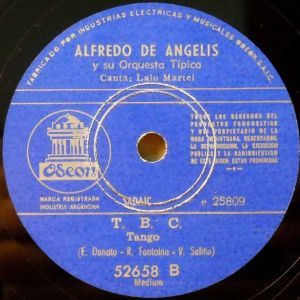 FABRICADO POR INDUSTRIAS ELECTRICAS Y MUSICALES ODEON, S.A.I.C.
ALFREDO DE ANGELIS
y su Orquesta Típica
Canta: Lalo Martel
TODOS LOS DERECHOS DEL
PRODUCTOR FONOGRAFICO
Y DEL PROPIETARIO DE LA
OBRA REGISTRADA, RESERVADOS.
LA REPRODUCCION, LA EJECUCION
PUBLICA Y LA RADIODIFUSION
DE ESTE DISCO ESTAN PROHIBIDAS
Odeon
MARCA REGISTRADA
INDUSTRIA ARGENTINA
SADAIC
e 25809
T. B. C.
Tango
(E. Donato - R. Fontaina - V. Soliño)
52658 B
Medium